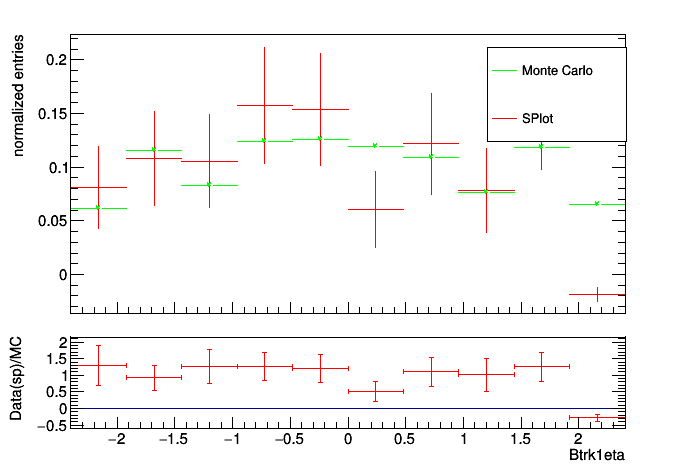 normalized entries
0.2
0.15
0.1
0.05
0
Monte Carlo
SPlot
Data(sp)/MC
2
1.5
1
0.5
0
−0.5
−2 −1.5 −1 −0.5 0 0.5 1 1.5 2
Btrk1eta